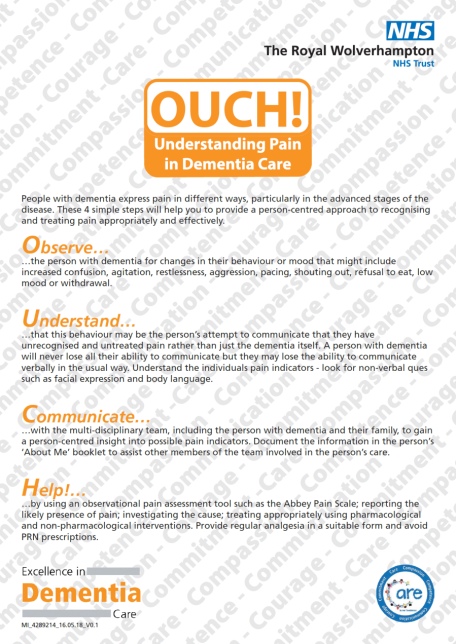 NHS
The Royal Wolverhampton
NHS Trust
OUCH!
Understanding Pain
in Dementia Care
People with dementia express pain in different ways, particularly in the advanced stages of the
disease. These 4 simple steps will help you to provide a person-centred approach to recognising
and treating pain appropriately and effectively.
Observe…
…the person with dementia for changes in their behaviour or mood that might include
increased confusion, agitation, restlessness, aggression, pacing, shouting out, refusal to eat, low
mood or withdrawal.
Understand…
…that this behaviour may be the person’s attempt to communicate that they have
unrecognised and untreated pain rather than just the dementia itself. A person with dementia
will never lose all their ability to communicate but they may lose the ability to communicate
verbally in the usual way. Understand the individuals pain indicators - look for non-verbal ques
such as facial expression and body language.
Communicate…
…with the multi-disciplinary team, including the person with dementia and their family, to gain
a person-centred insight into possible pain indicators. Document the information in the person’s
‘About Me’ booklet to assist other members of the team involved in the person’s care.
Help!…
…by using an observational pain assessment tool such as the Abbey Pain Scale; reporting the
likely presence of pain; investigating the cause; treating appropriately using pharmacological
and non-pharmacological interventions. Provide regular analgesia in a suitable form and avoid
PRN prescriptions.
Excellence in
Dementia
Care
MI_4289214_16.05.18_V0.1
care